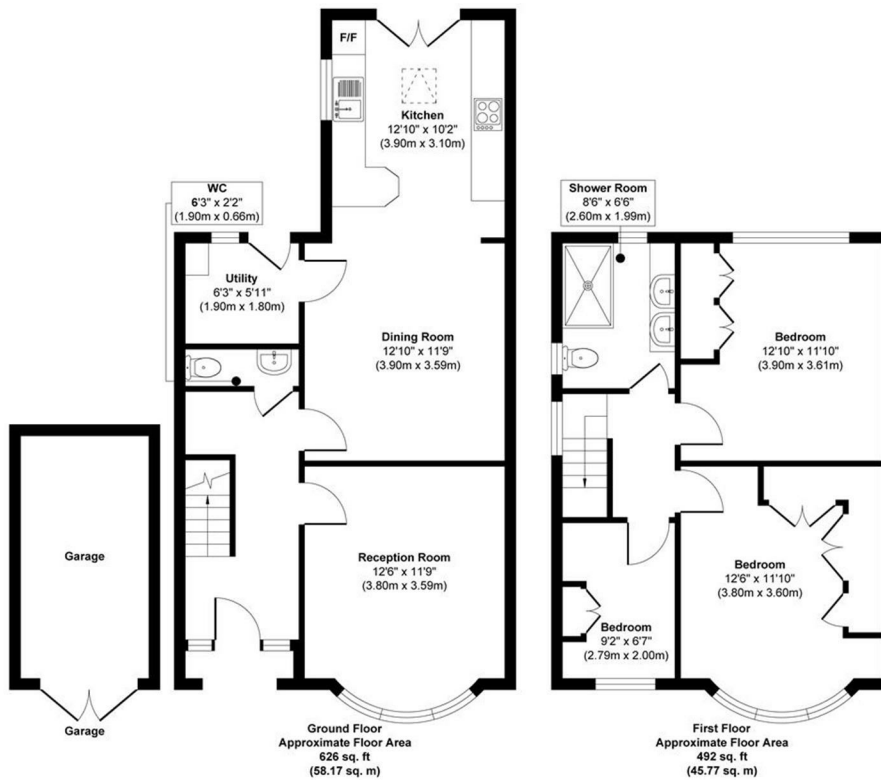 F/F
Kitchen
12'10" x 10'2"
(3.90m x 3.10m)
WC
6'3" x 2'2"
(1.90m x 0.66m)
Utility
6'3" x 5'11"
(1.90m x 1.80m)
Dining Room
12'10" x 11'9"
(3.90m x 3.59m)
Garage
Reception Room
12'6" x 11'9"
(3.80m x 3.59m)
Garage
Ground Floor
Approximate Floor Area
626 sq. ft
(58.17 sq. m)
Shower Room
8'6" x 6'6"
(2.60m x 1.99m)
Bedroom
12'10" x 11'10"
(3.90m x 3.61m)
Bedroom
12'6" x 11'10"
(3.80m x 3.60m)
Bedroom
9'2" x 6'7"
(2.79m x 2.00m)
First Floor
Approximate Floor Area
492 sq. ft
(45.77 sq. m)